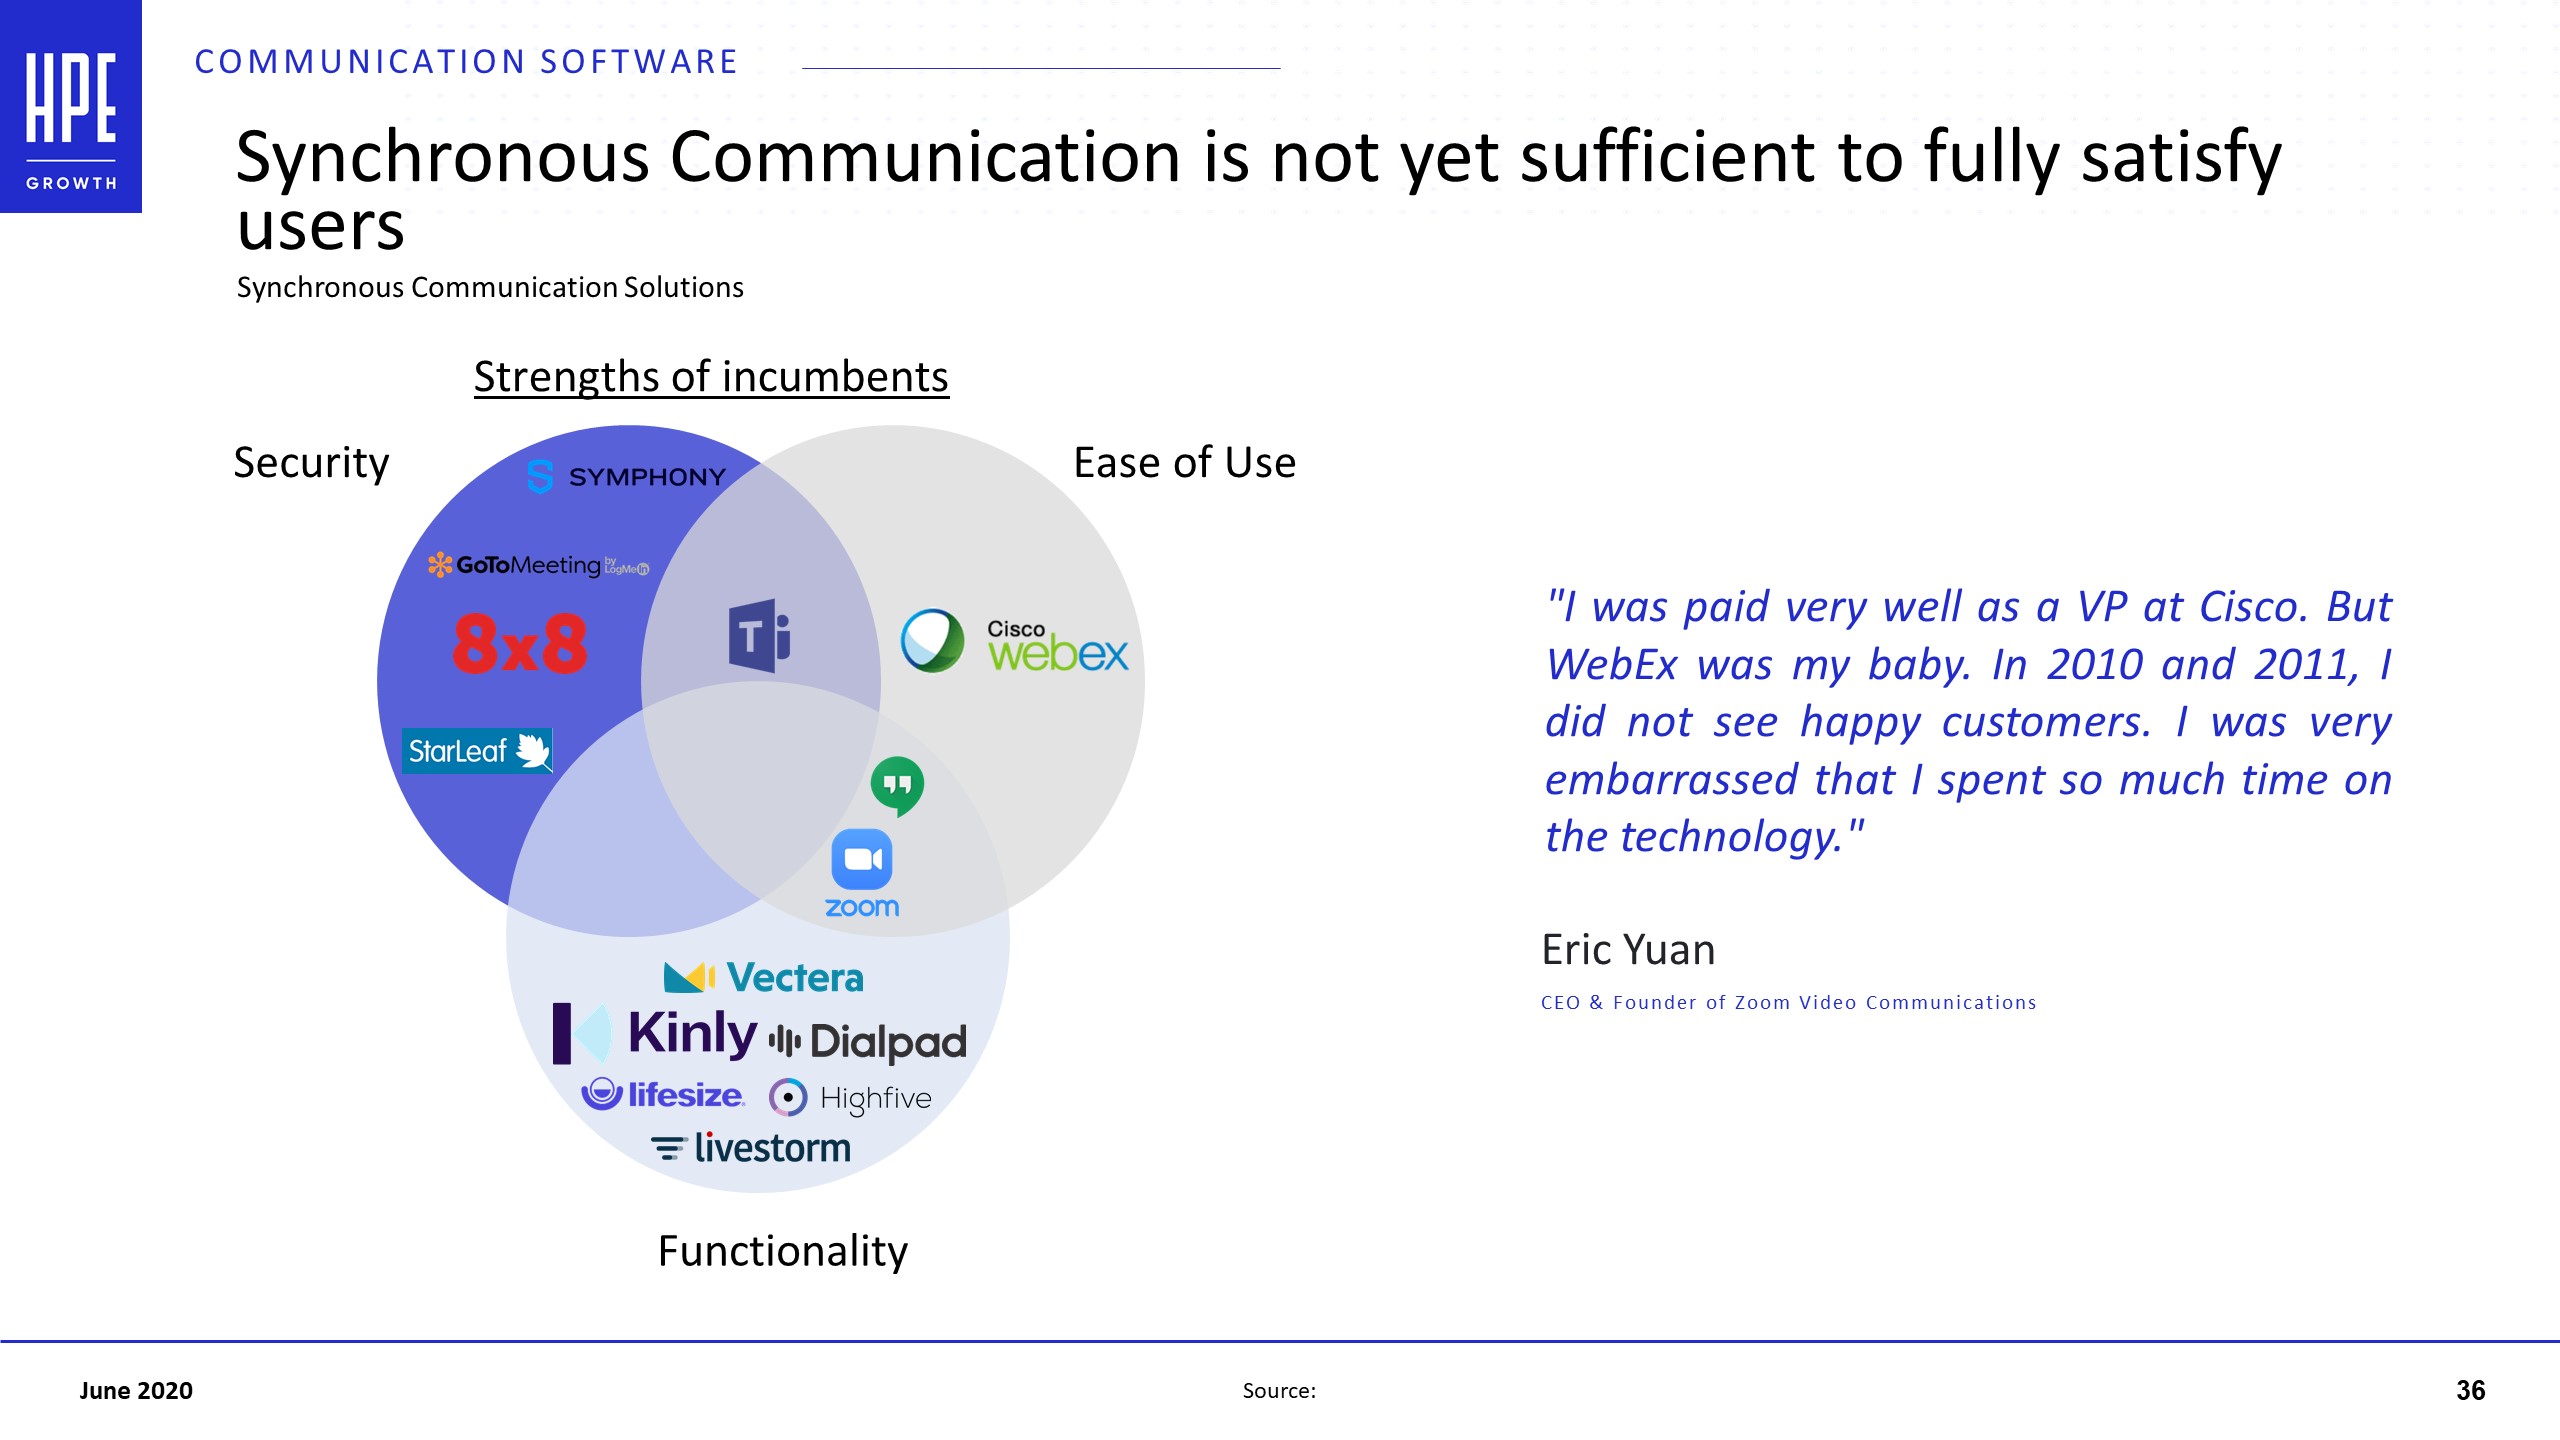 HPE
GROWTH
COMMUNICATION SOFTWARE
Synchronous Communication is not yet sufficient to fully satisfy
users
Synchronous Communication Solutions
Strengths of incumbents
Security
Ease of Use
SYMPHONY
GoToMeeting by LogMeIn
8x8
T
Cisco
webex
StarLeaf
zoom
Vectera
Kinly
Dialpad
lifesize
Highfive
livestorm
Functionality
"I was paid very well as a VP at Cisco. But
WebEx was my baby. In 2010 and 2011, I
did not see happy customers. I was very
embarrassed that I spent so much time on
the technology."
Eric Yuan
CEO & Founder of Zoom Video Communications
June 2020
Source:
36